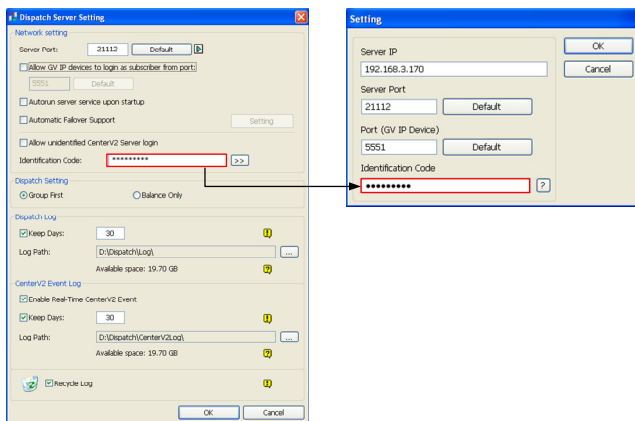 Dispatch Server Setting
Network setting
Server Port: 21112 Default
Allow GV IP devices to login as subscriber from port:
5551 Default
Autorun server service upon startup
Automatic Failover Support Setting
Allow unidentified CenterV2 Server login
Identification Code: ********* >>
Dispatch Setting
Group First Balance Only
Dispatch Log
Keep Days: 30
Log Path: D:\Dispatch\Log\ ...
Available space: 19.70 GB
CenterV2 Event Log
Enable Real-Time CenterV2 Event
Keep Days: 30
Log Path: D:\Dispatch\CenterV2Log\ ...
Available space: 19.70 GB
Recycle Log
OK Cancel
Setting
Server IP
192.168.3.170
Server Port
21112 Default
Port (GV IP Device)
5551 Default
Identification Code
●●●●●●●●● ?
OK
Cancel